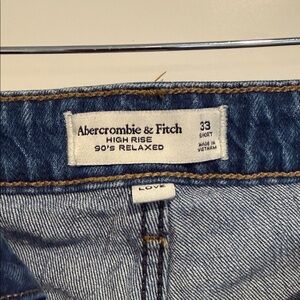 Abercrombie & Fitch
HIGH RISE
90'S RELAXED
33
SHORT
MADE IN
VIETNAM
LOVE